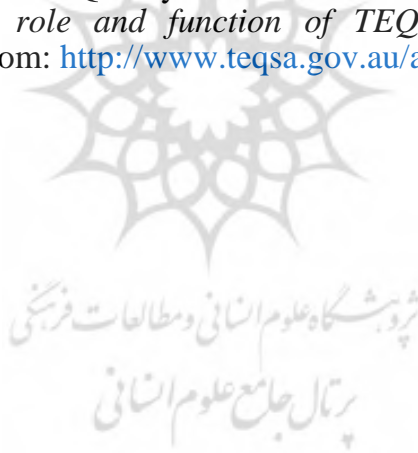 role and function of TEQ
om: http://www.teqsa.gov.au/a
پژوهشگاه علوم انسانی و مطالعات فرهنگی
پرتال جامع علوم انسانی